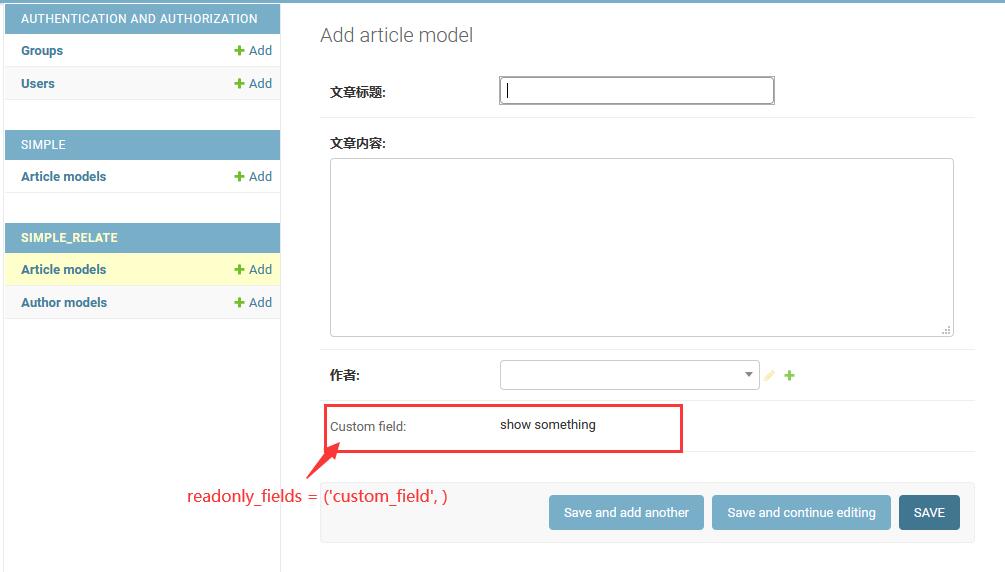 AUTHENTICATION AND AUTHORIZATION
Groups Add
Users Add
SIMPLE
Article models Add
SIMPLE_RELATE
Article models Add
Author models Add
Add article model
文章标题:
文章内容:
作者:
Custom field: show something
readonly_fields = ('custom_field', )
Save and add another Save and continue editing SAVE